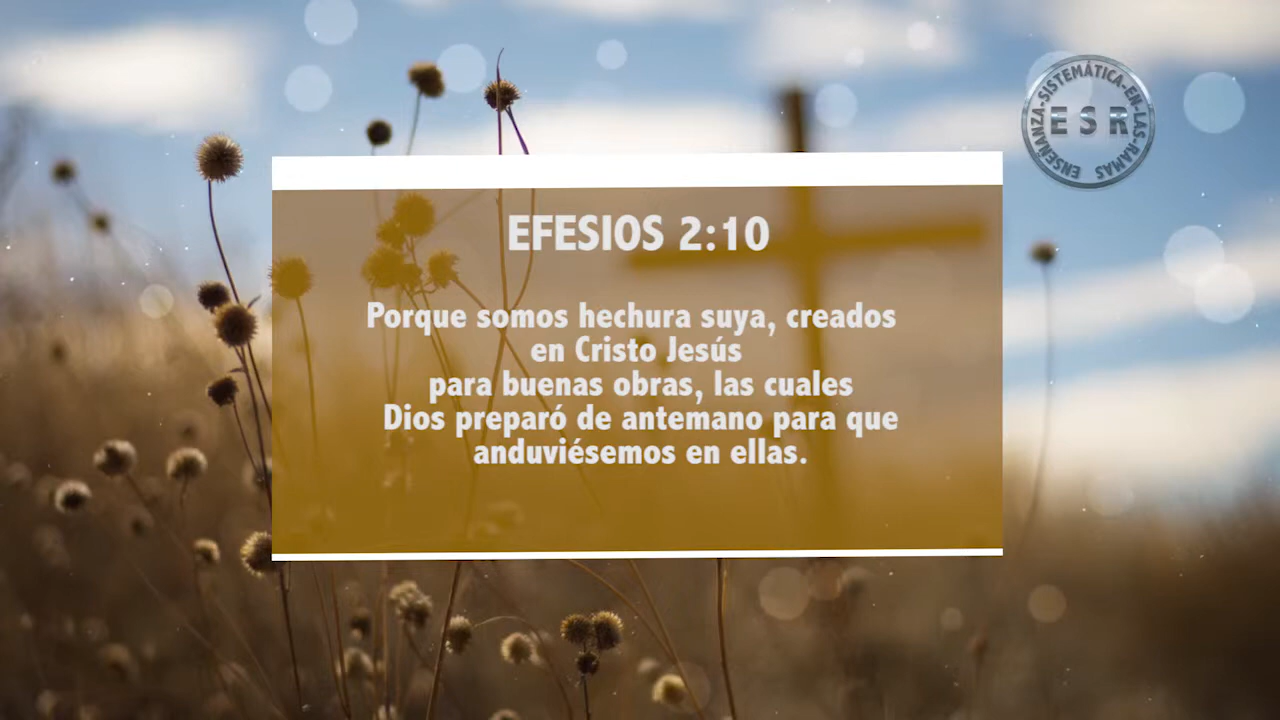 ENSEÑANZA-SISTEMÁTICA-EN-LAS-RAMAS
ESR
EFESIOS 2:10
Porque somos hechura suya, creados
en Cristo Jesús
para buenas obras, las cuales
Dios preparó de antemano para que
anduviésemos en ellas.